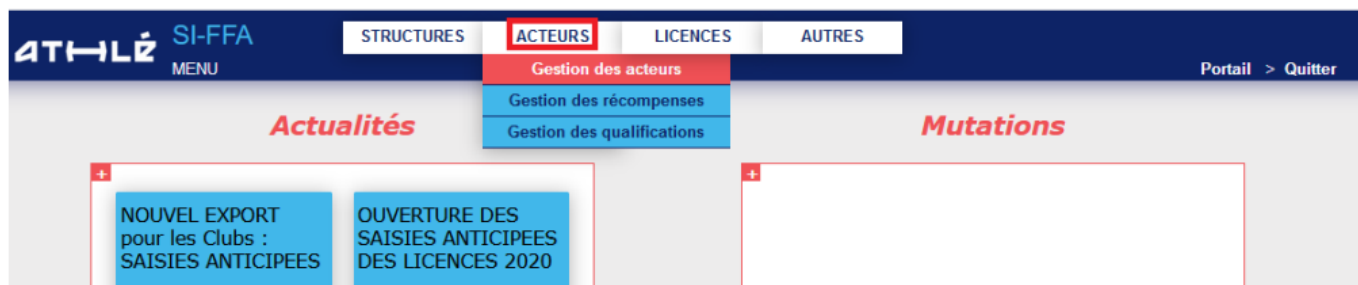 ATHLÉ
SI-FFA
MENU
STRUCTURES ACTEURS LICENCES AUTRES
Gestion des acteurs
Gestion des récompenses
Gestion des qualifications
Portail > Quitter
Actualités
Mutations
+
NOUVEL EXPORT
pour les Clubs :
SAISIES ANTICIPEES
OUVERTURE DES
SAISIES ANTICIPEES
DES LICENCES 2020
+